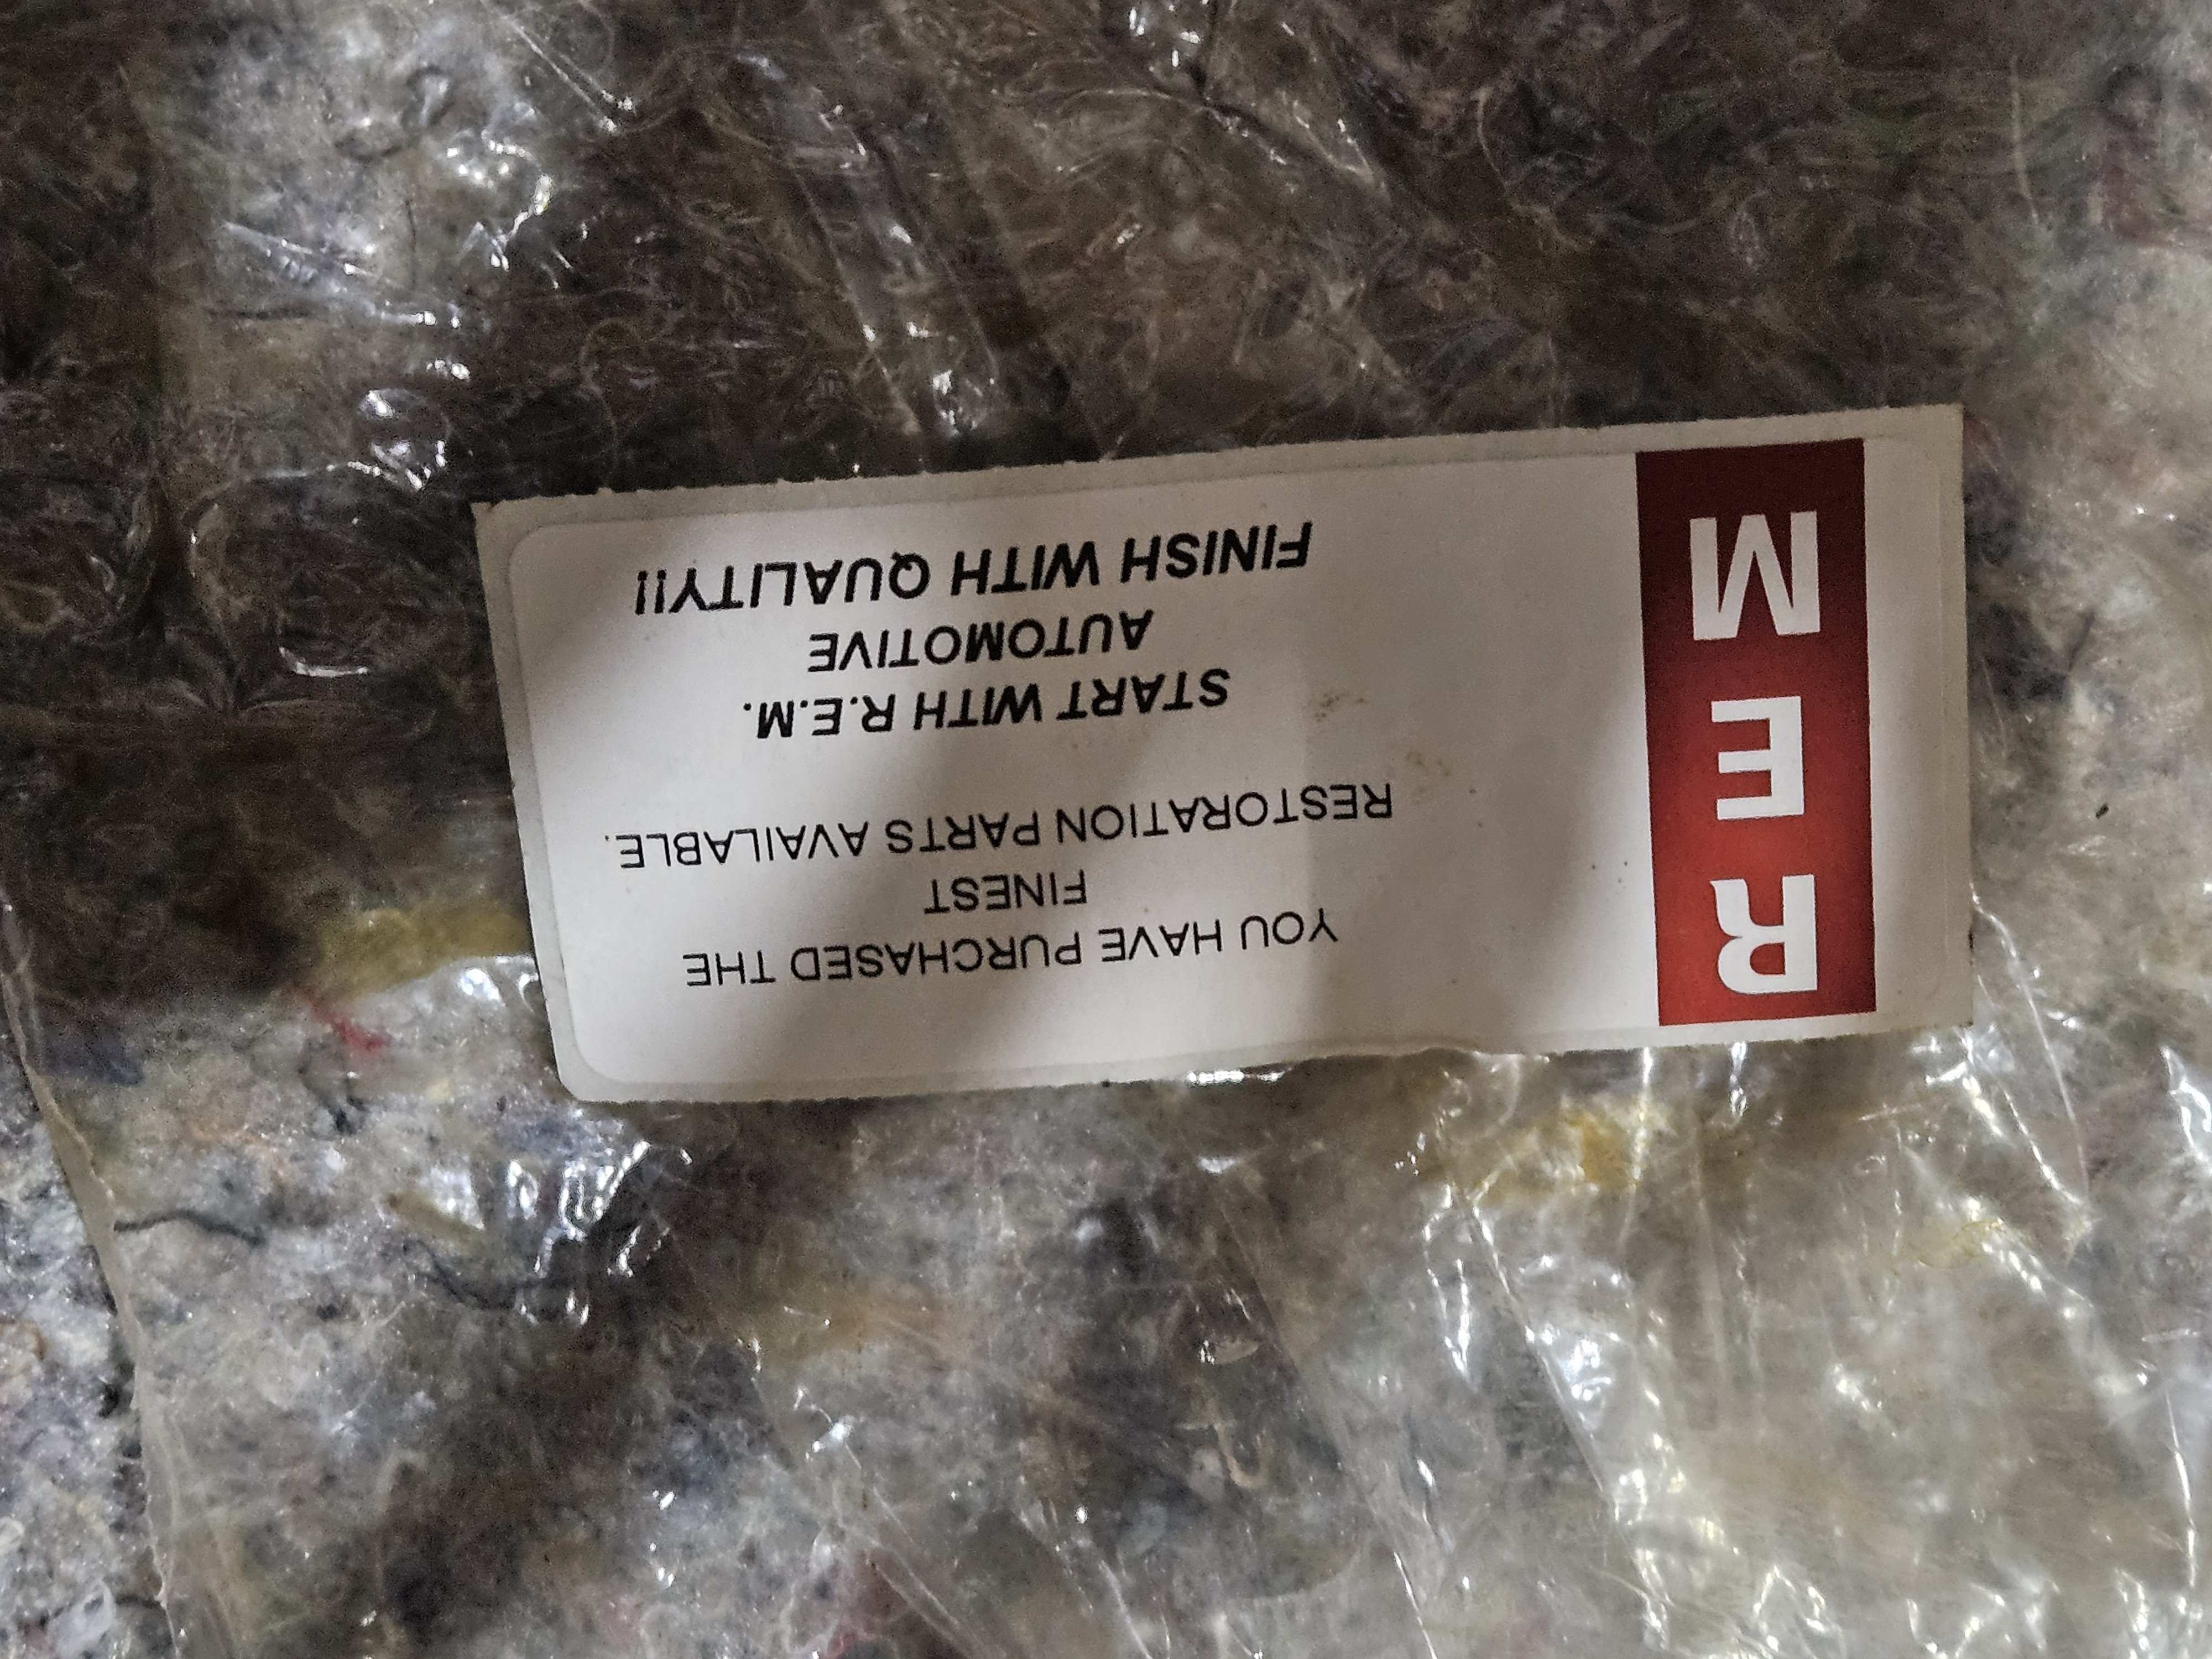 R E M
YOU HAVE PURCHASED THE
FINEST
RESTORATION PARTS AVAILABLE.
START WITH R.E.M.
AUTOMOTIVE
FINISH WITH QUALITY!!